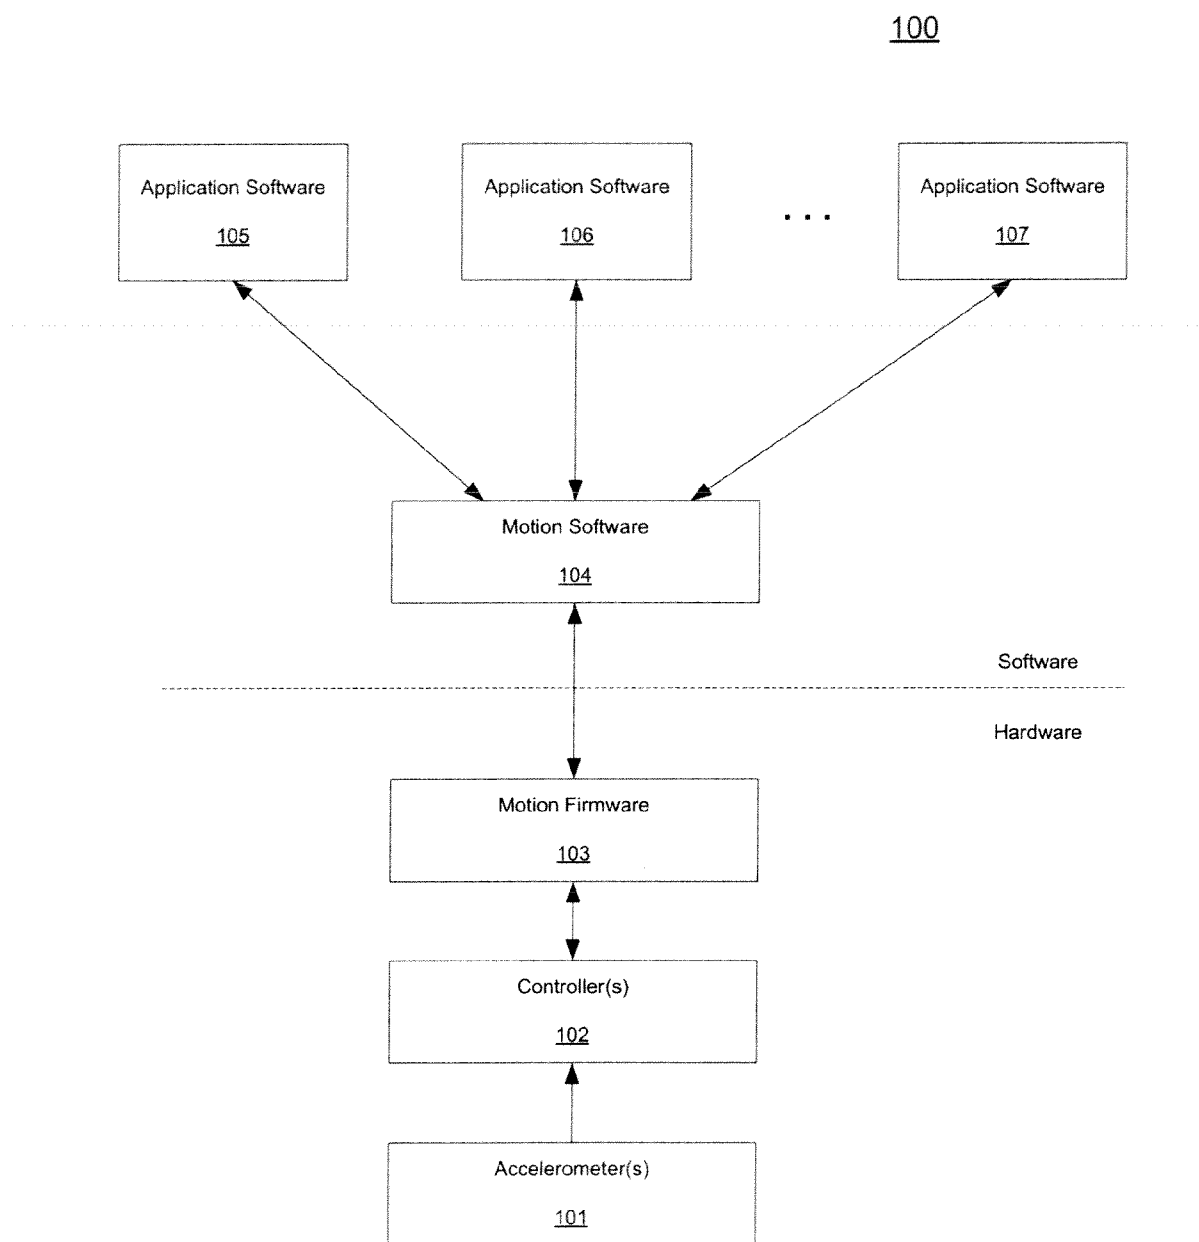 100
Application Software
105
Application Software
106
. . .
Application Software
107
Motion Software
104
Software
Hardware
Motion Firmware
103
Controller(s)
102
Accelerometer(s)
101